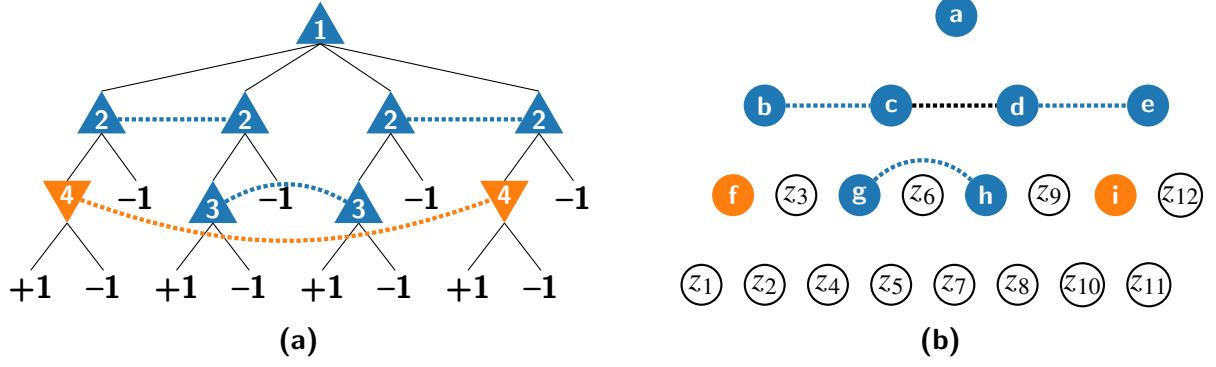 1
2 2 2 2
4 –1 –1 –1 4 –1
3 3
+1 –1 +1 –1 +1 –1 +1 –1
(a)
a
b c d e
f z3 g z6 h z9 i z12
z1 z2 z4 z5 z7 z8 z10 z11
(b)